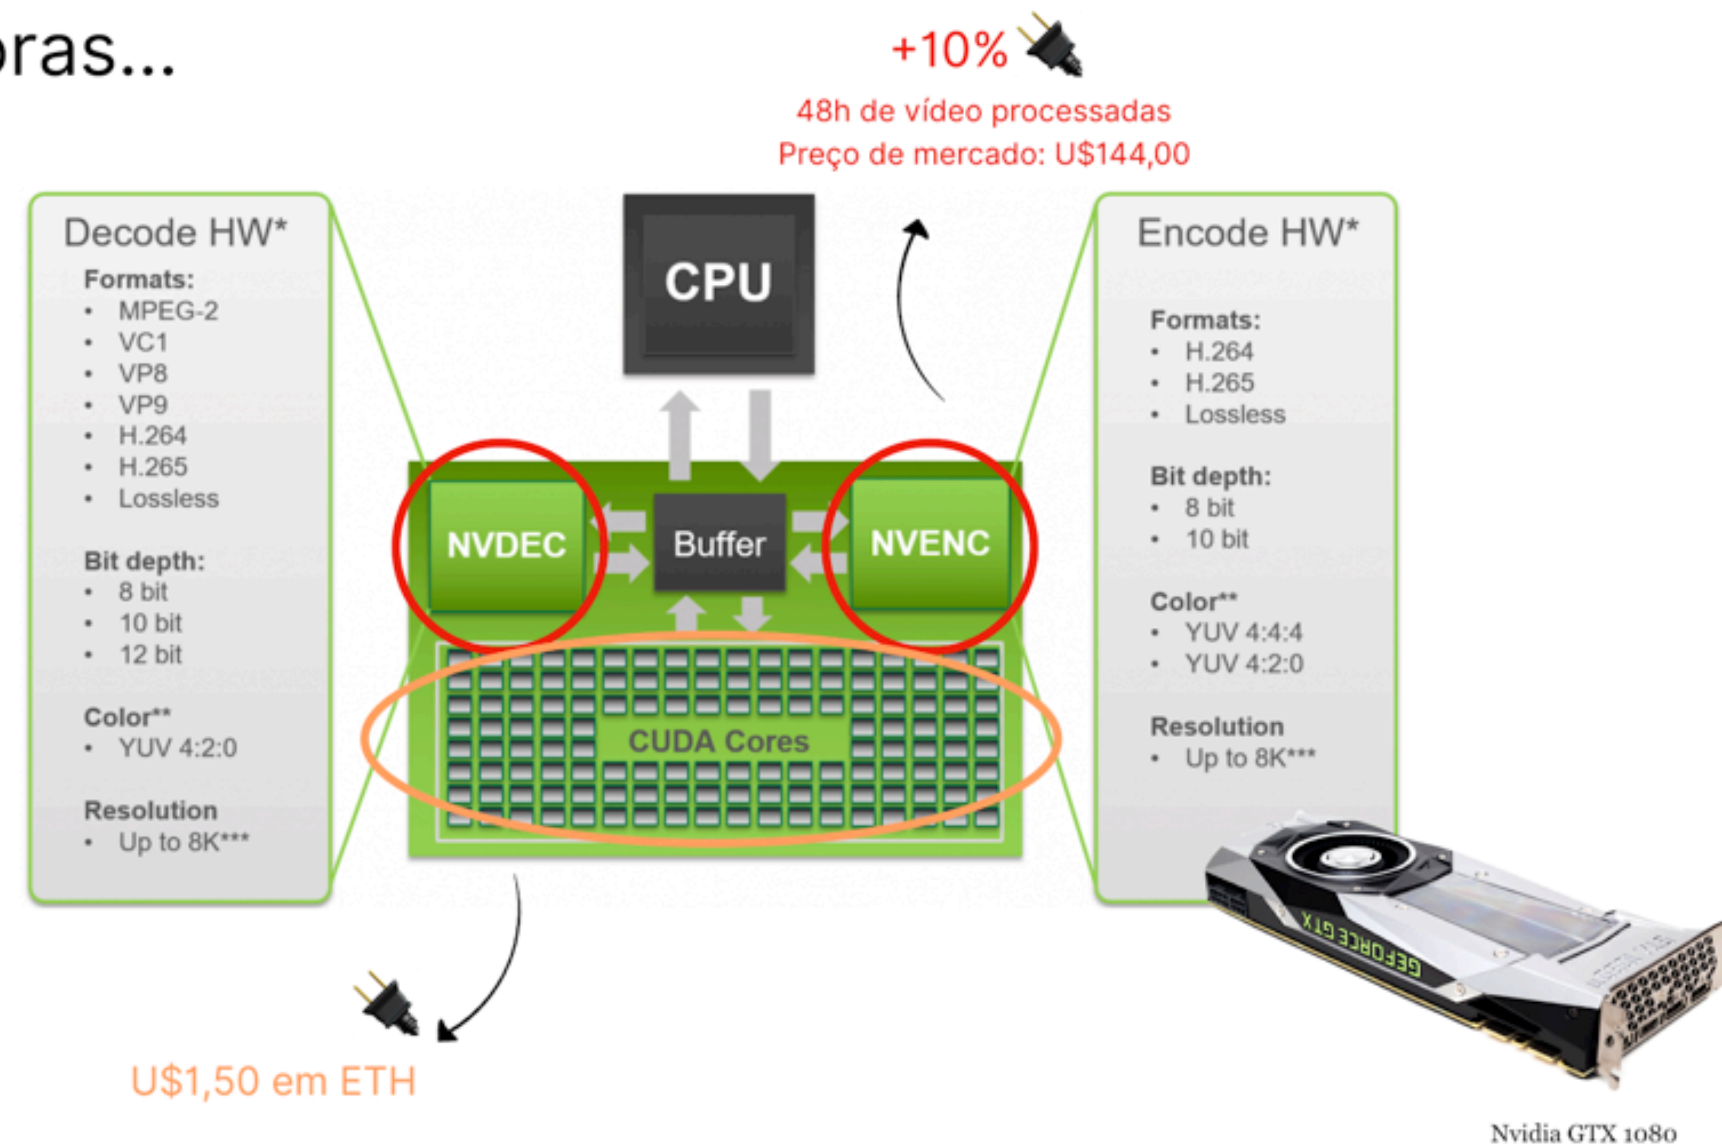 oras...
+10%
48h de vídeo processadas
Preço de mercado: U$144,00
Decode HW*
Formats:
• MPEG-2
• VC1
• VP8
• VP9
• H.264
• H.265
• Lossless
Bit depth:
• 8 bit
• 10 bit
• 12 bit
Color**
• YUV 4:2:0
Resolution
• Up to 8K***
CPU
NVDEC
Buffer
NVENC
CUDA Cores
Encode HW*
Formats:
• H.264
• H.265
• Lossless
Bit depth:
• 8 bit
• 10 bit
Color**
• YUV 4:4:4
• YUV 4:2:0
Resolution
• Up to 8K***
GEFORCE GTX
U$1,50 em ETH
Nvidia GTX 1080